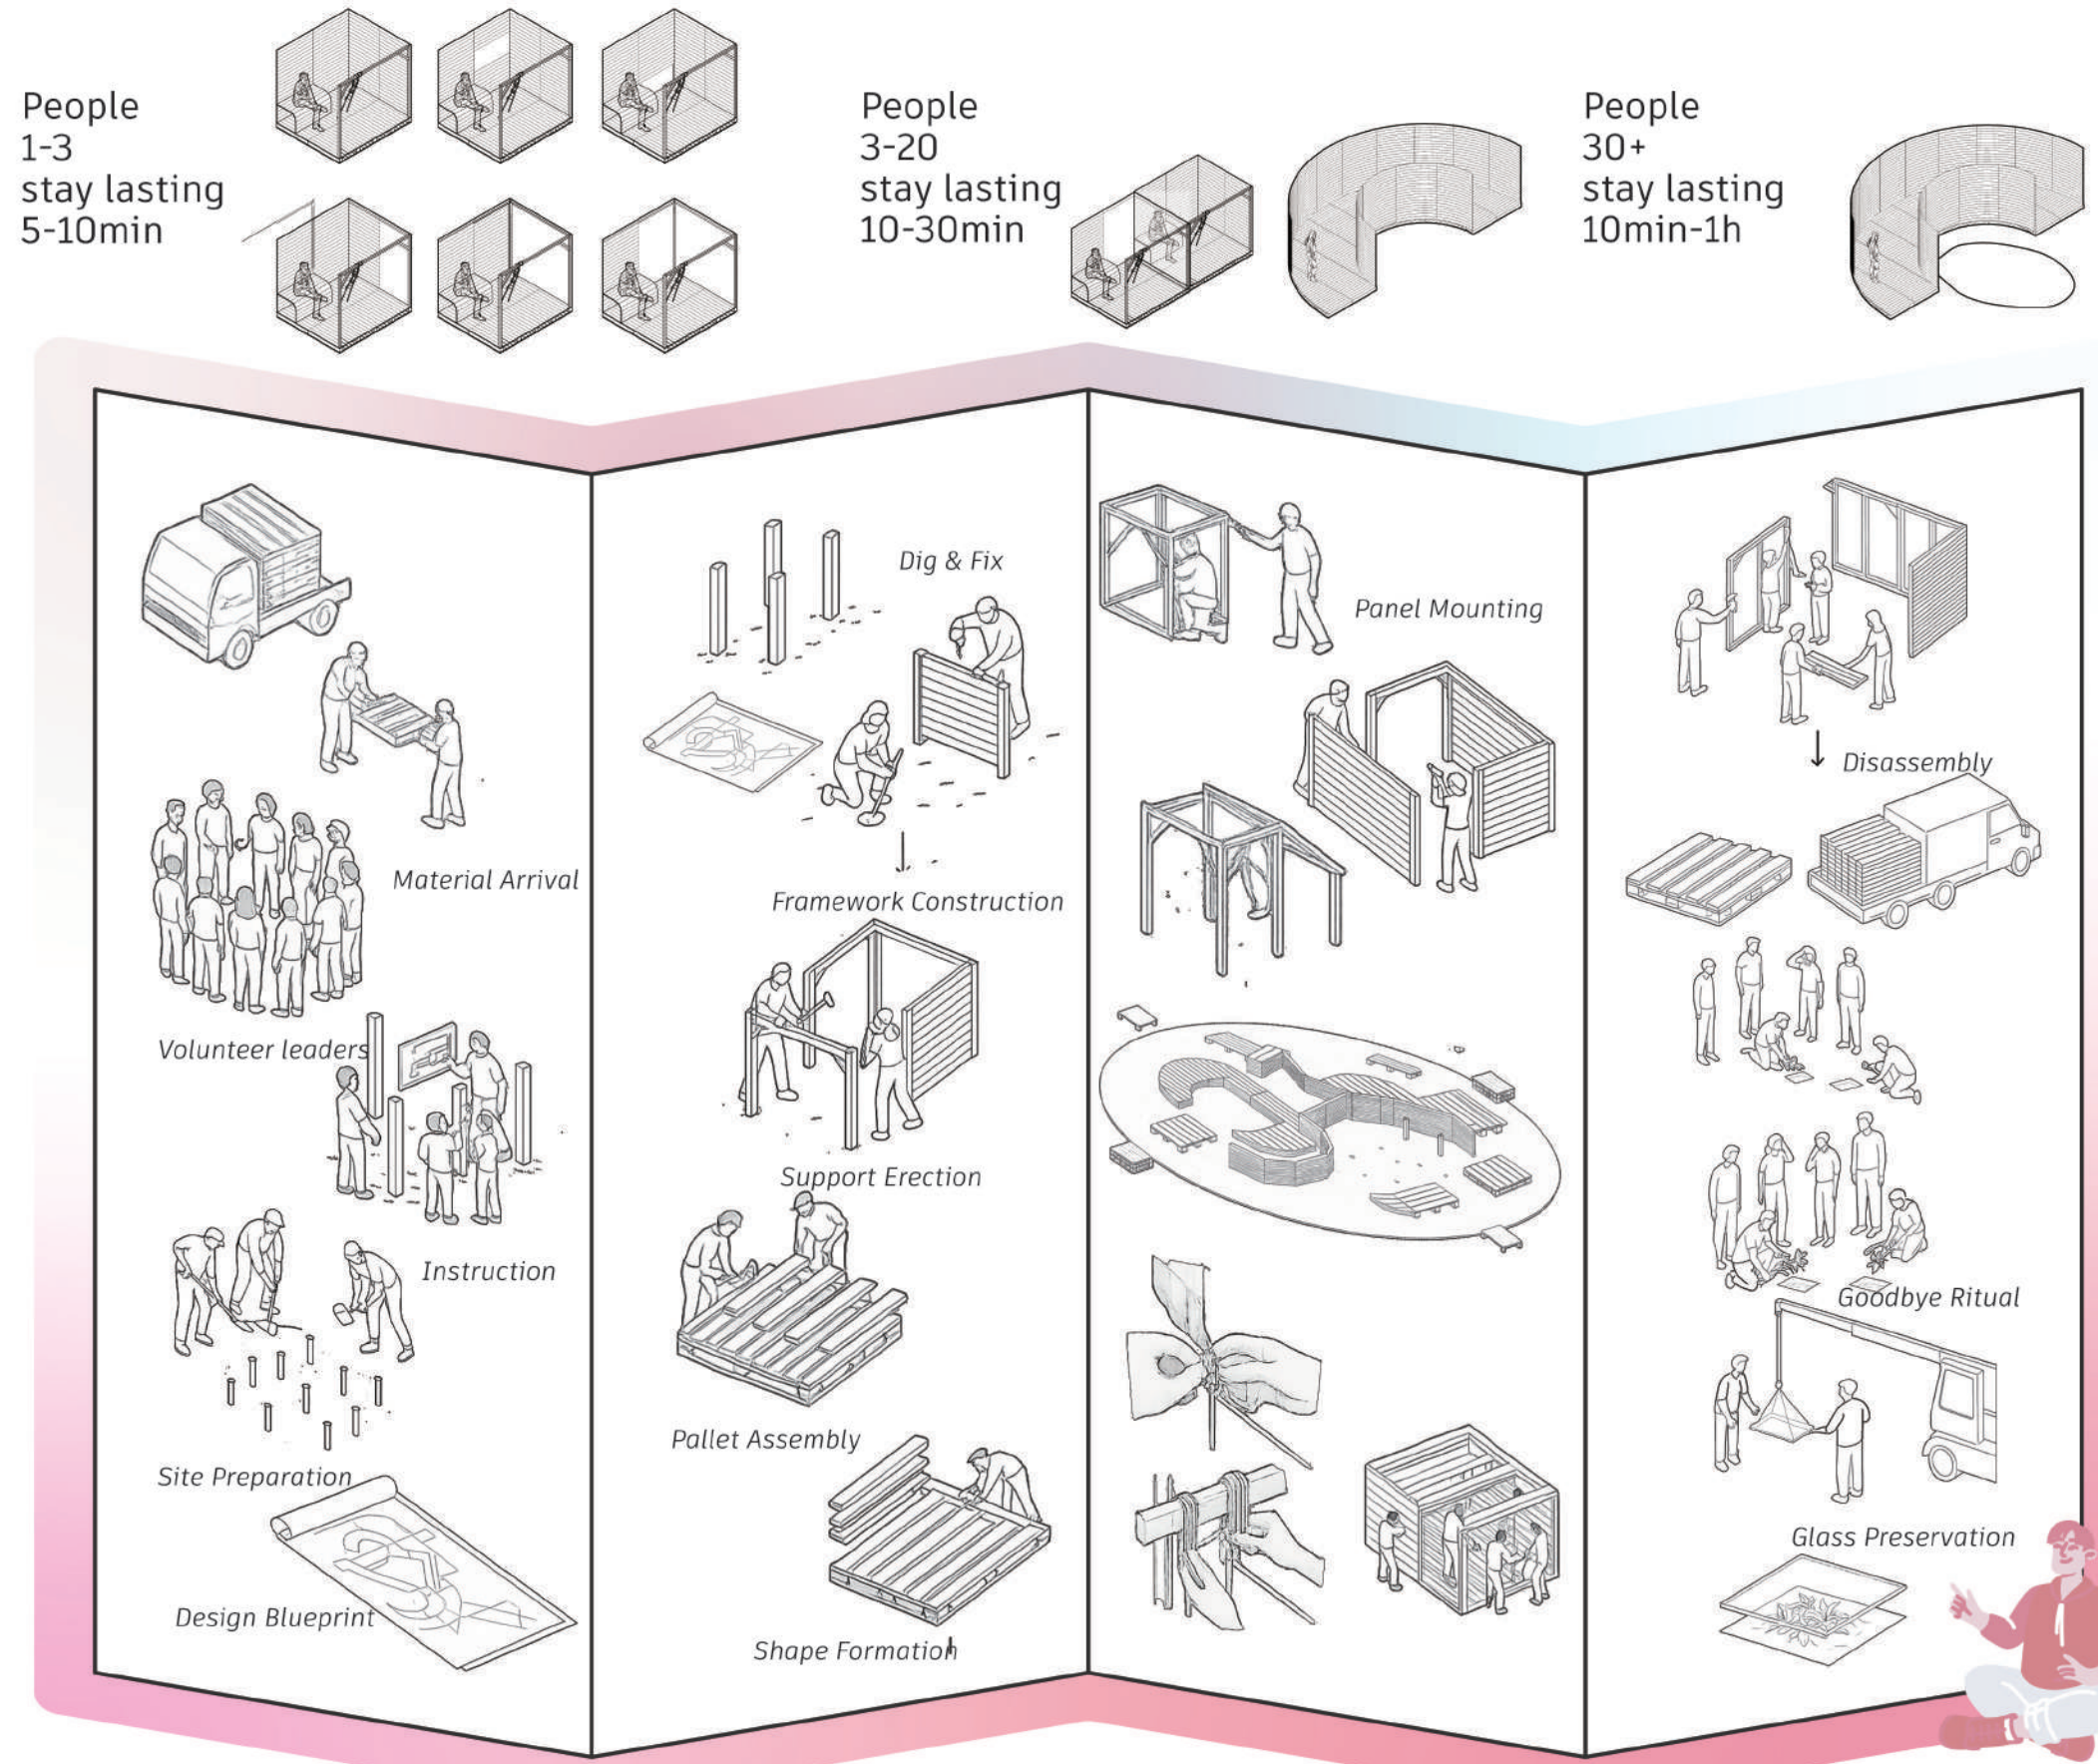 People
1-3
stay lasting
5-10min
People
3-20
stay lasting
10-30min
People
30+
stay lasting
10min-1h
Material Arrival
Volunteer leaders
Instruction
Site Preparation
Design Blueprint
Dig & Fix
Framework Construction
Support Erection
Pallet Assembly
Shape Formation
Panel Mounting
Disassembly
Goodbye Ritual
Glass Preservation